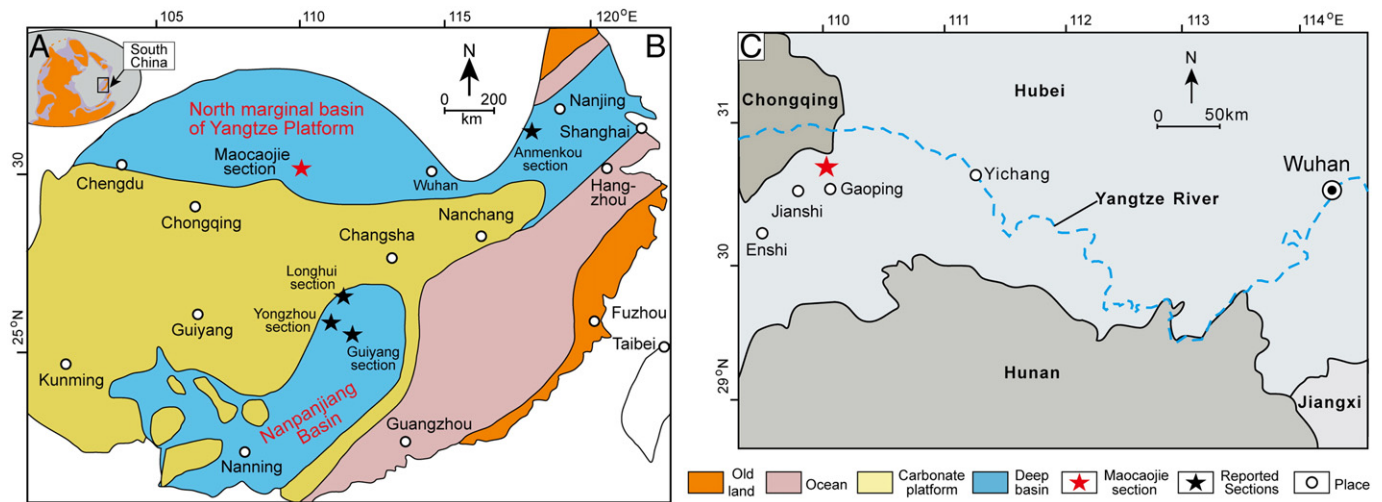 105
110
115
120°E
A
South
China
B
N
0
200
km
North marginal basin
of Yangtze Platform
Maocaojie
section
Nanjing
Shanghai
Anmenkou
section
30
Chengdu
Wuhan
Hang-
zhou
Chongqing
Nanchang
Changsha
Longhui
section
Yongzhou
section
Guiyang
Guiyang
section
Fuzhou
Taibei
25°N
Kunming
Nanpanjiang
Basin
Guangzhou
Nanning
110
111
112
113
114°E
C
Chongqing
Hubei
N
0
50km
31
Wuhan
Yichang
Gaoping
Jianshi
Yangtze River
Enshi
30
Hunan
29°N
Jiangxi
Old
land
Ocean
Carbonate
platform
Deep
basin
Maocaojie
section
Reported
Sections
Place